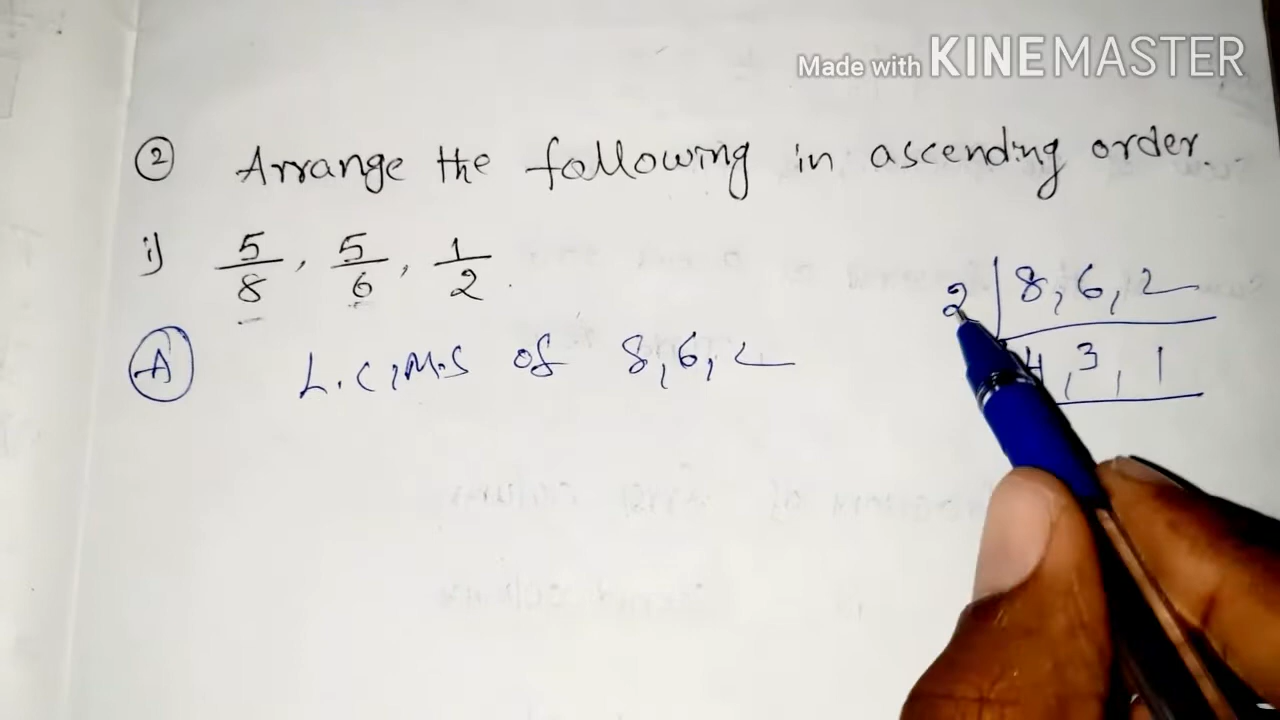 Made with KINEMASTER
② Arrange the following in ascending order.
i) 5/8, 5/6, 1/2.
Ⓐ L.C.M.S of 8, 6, 2
2 | 8, 6, 2
4, 3, 1